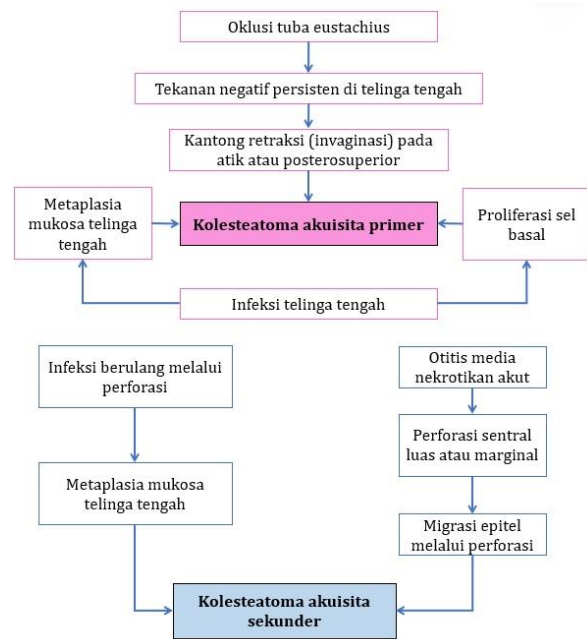 Oklusi tuba eustachius
Tekanan negatif persisten di telinga tengah
Kantong retraksi (invaginasi) pada
atik atau posterosuperior
Metaplasia
mukosa telinga
tengah
Kolesteatoma akuisita primer
Proliferasi sel
basal
Infeksi telinga tengah
Infeksi berulang melalui
perforasi
Metaplasia mukosa
telinga tengah
Otitis media
nekrotikan akut
Perforasi sentral
luas atau marginal
Migrasi epitel
melalui perforasi
Kolesteatoma akuisita
sekunder